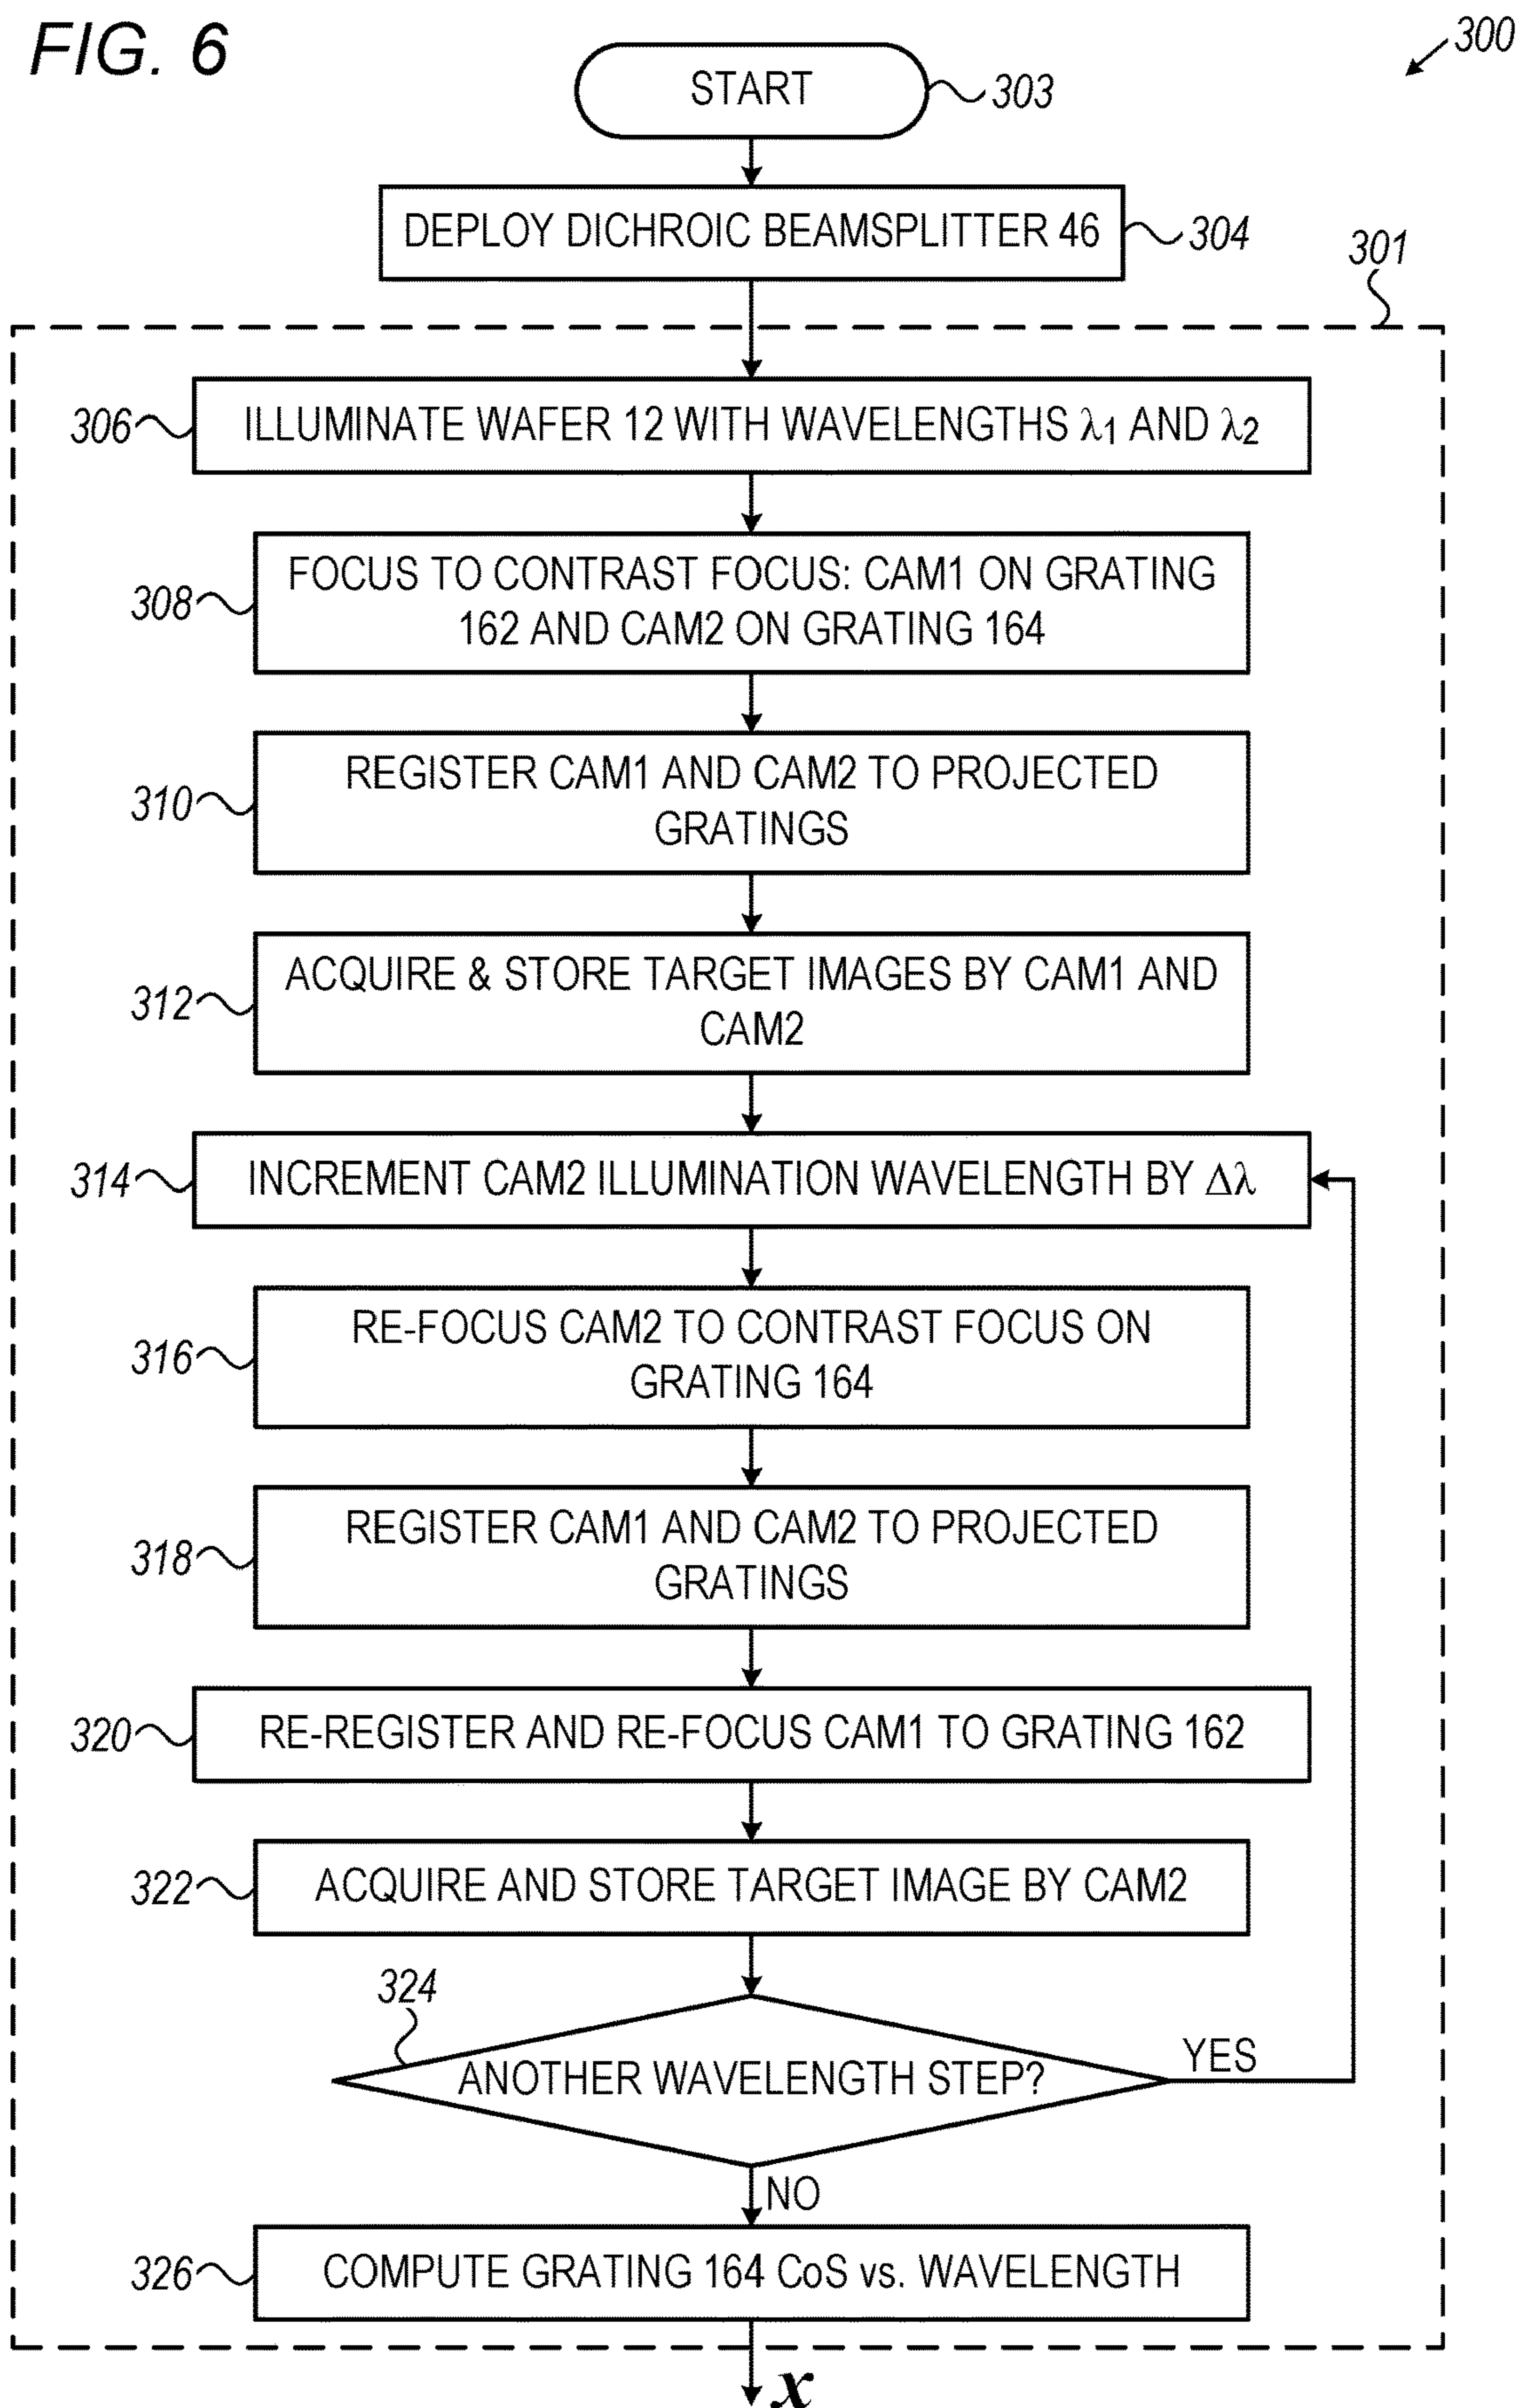 FIG. 6
300
START
303
DEPLOY DICHROIC BEAMSPLITTER 46
304
301
306
ILLUMINATE WAFER 12 WITH WAVELENGTHS λ1 AND λ2
308
FOCUS TO CONTRAST FOCUS: CAM1 ON GRATING
162 AND CAM2 ON GRATING 164
310
REGISTER CAM1 AND CAM2 TO PROJECTED
GRATINGS
312
ACQUIRE & STORE TARGET IMAGES BY CAM1 AND
CAM2
314
INCREMENT CAM2 ILLUMINATION WAVELENGTH BY Δλ
316
RE-FOCUS CAM2 TO CONTRAST FOCUS ON
GRATING 164
318
REGISTER CAM1 AND CAM2 TO PROJECTED
GRATINGS
320
RE-REGISTER AND RE-FOCUS CAM1 TO GRATING 162
322
ACQUIRE AND STORE TARGET IMAGE BY CAM2
324
ANOTHER WAVELENGTH STEP?
YES
NO
326
COMPUTE GRATING 164 CoS vs. WAVELENGTH
x